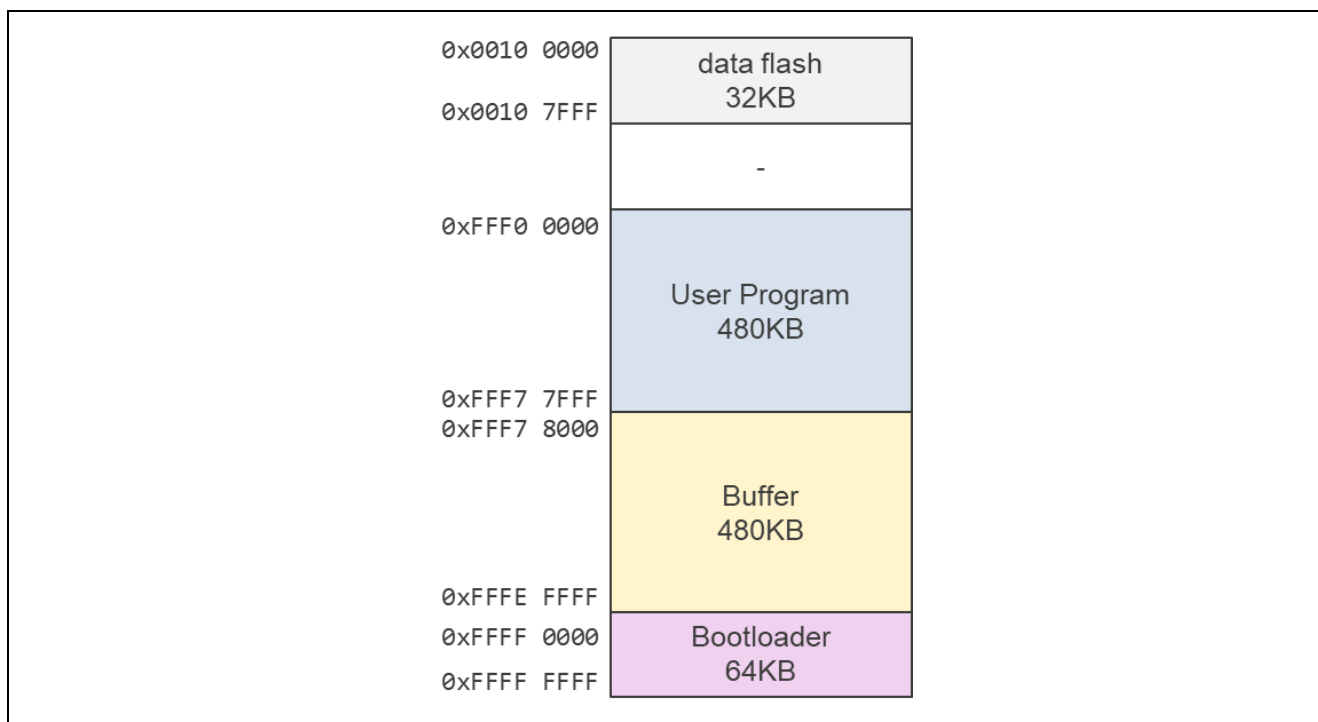 0x0010 0000
data flash
32KB
0x0010 7FFF
-
0xFFF0 0000
User Program
480KB
0xFFF7 7FFF
0xFFF7 8000
Buffer
480KB
0xFFFE FFFF
0xFFFF 0000
Bootloader
64KB
0xFFFF FFFF